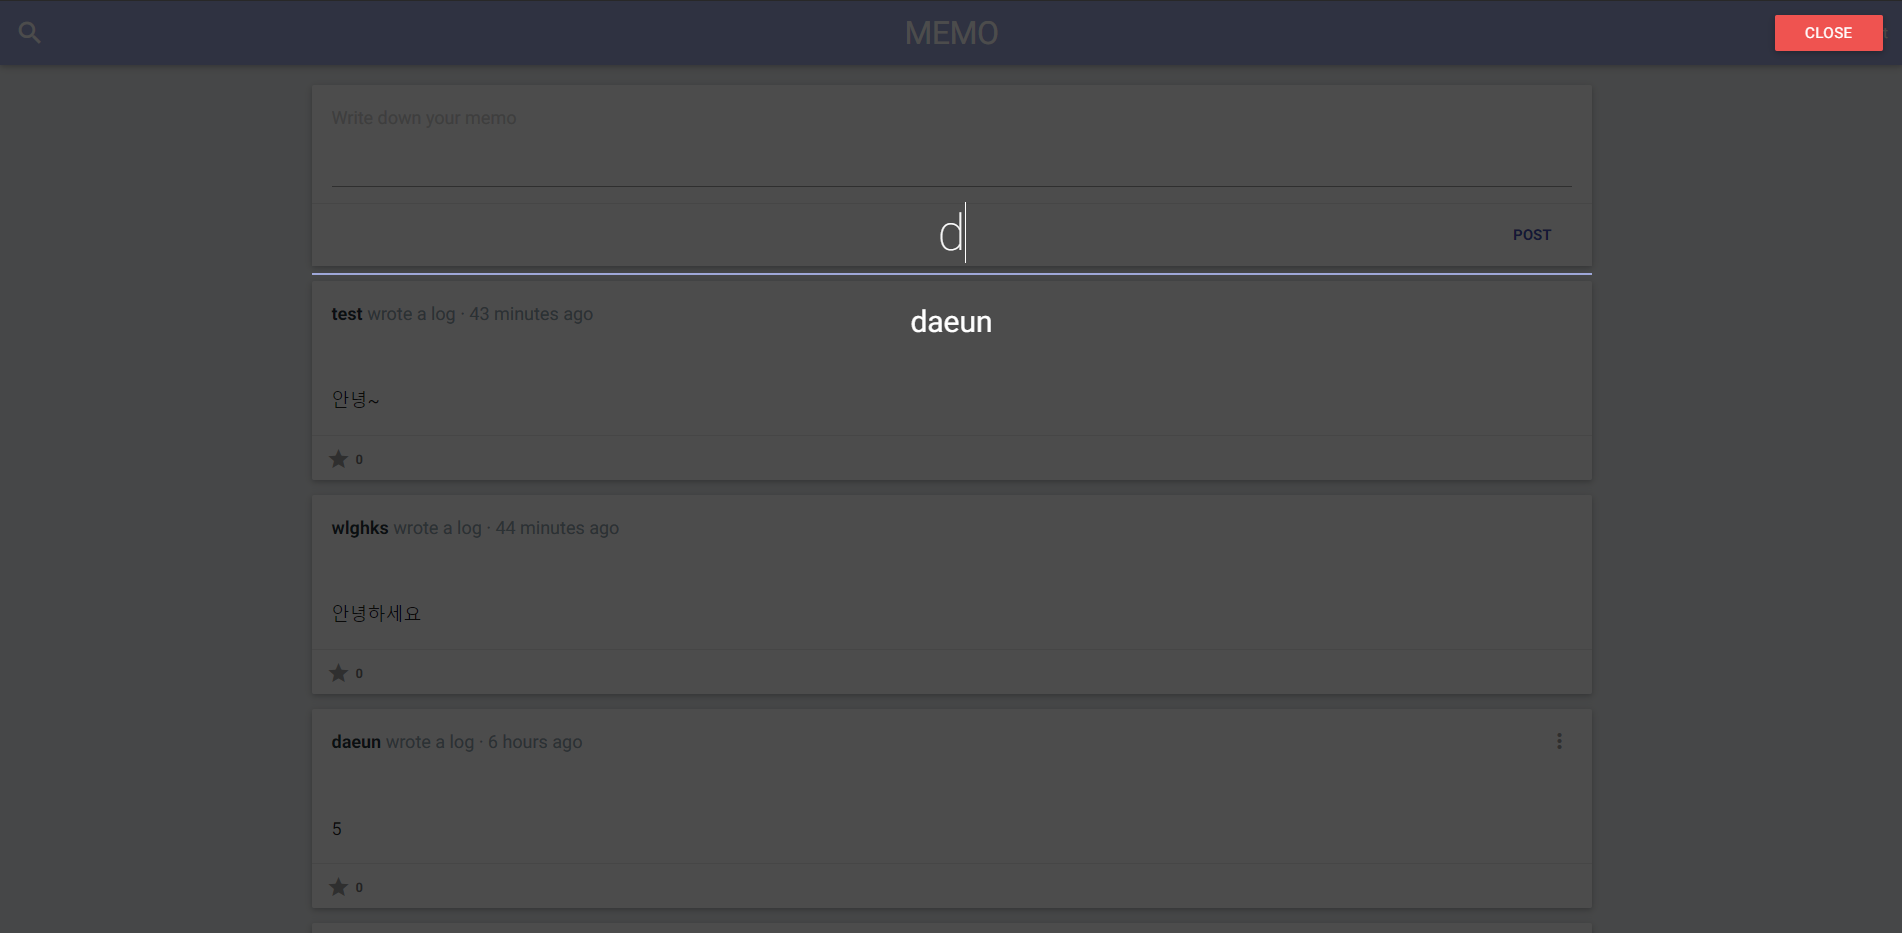 MEMO
CLOSE
Write down your memo
d
POST
daeun
test wrote a log · 43 minutes ago
안녕~
0
wlghks wrote a log · 44 minutes ago
안녕하세요
0
daeun wrote a log · 6 hours ago
5
0